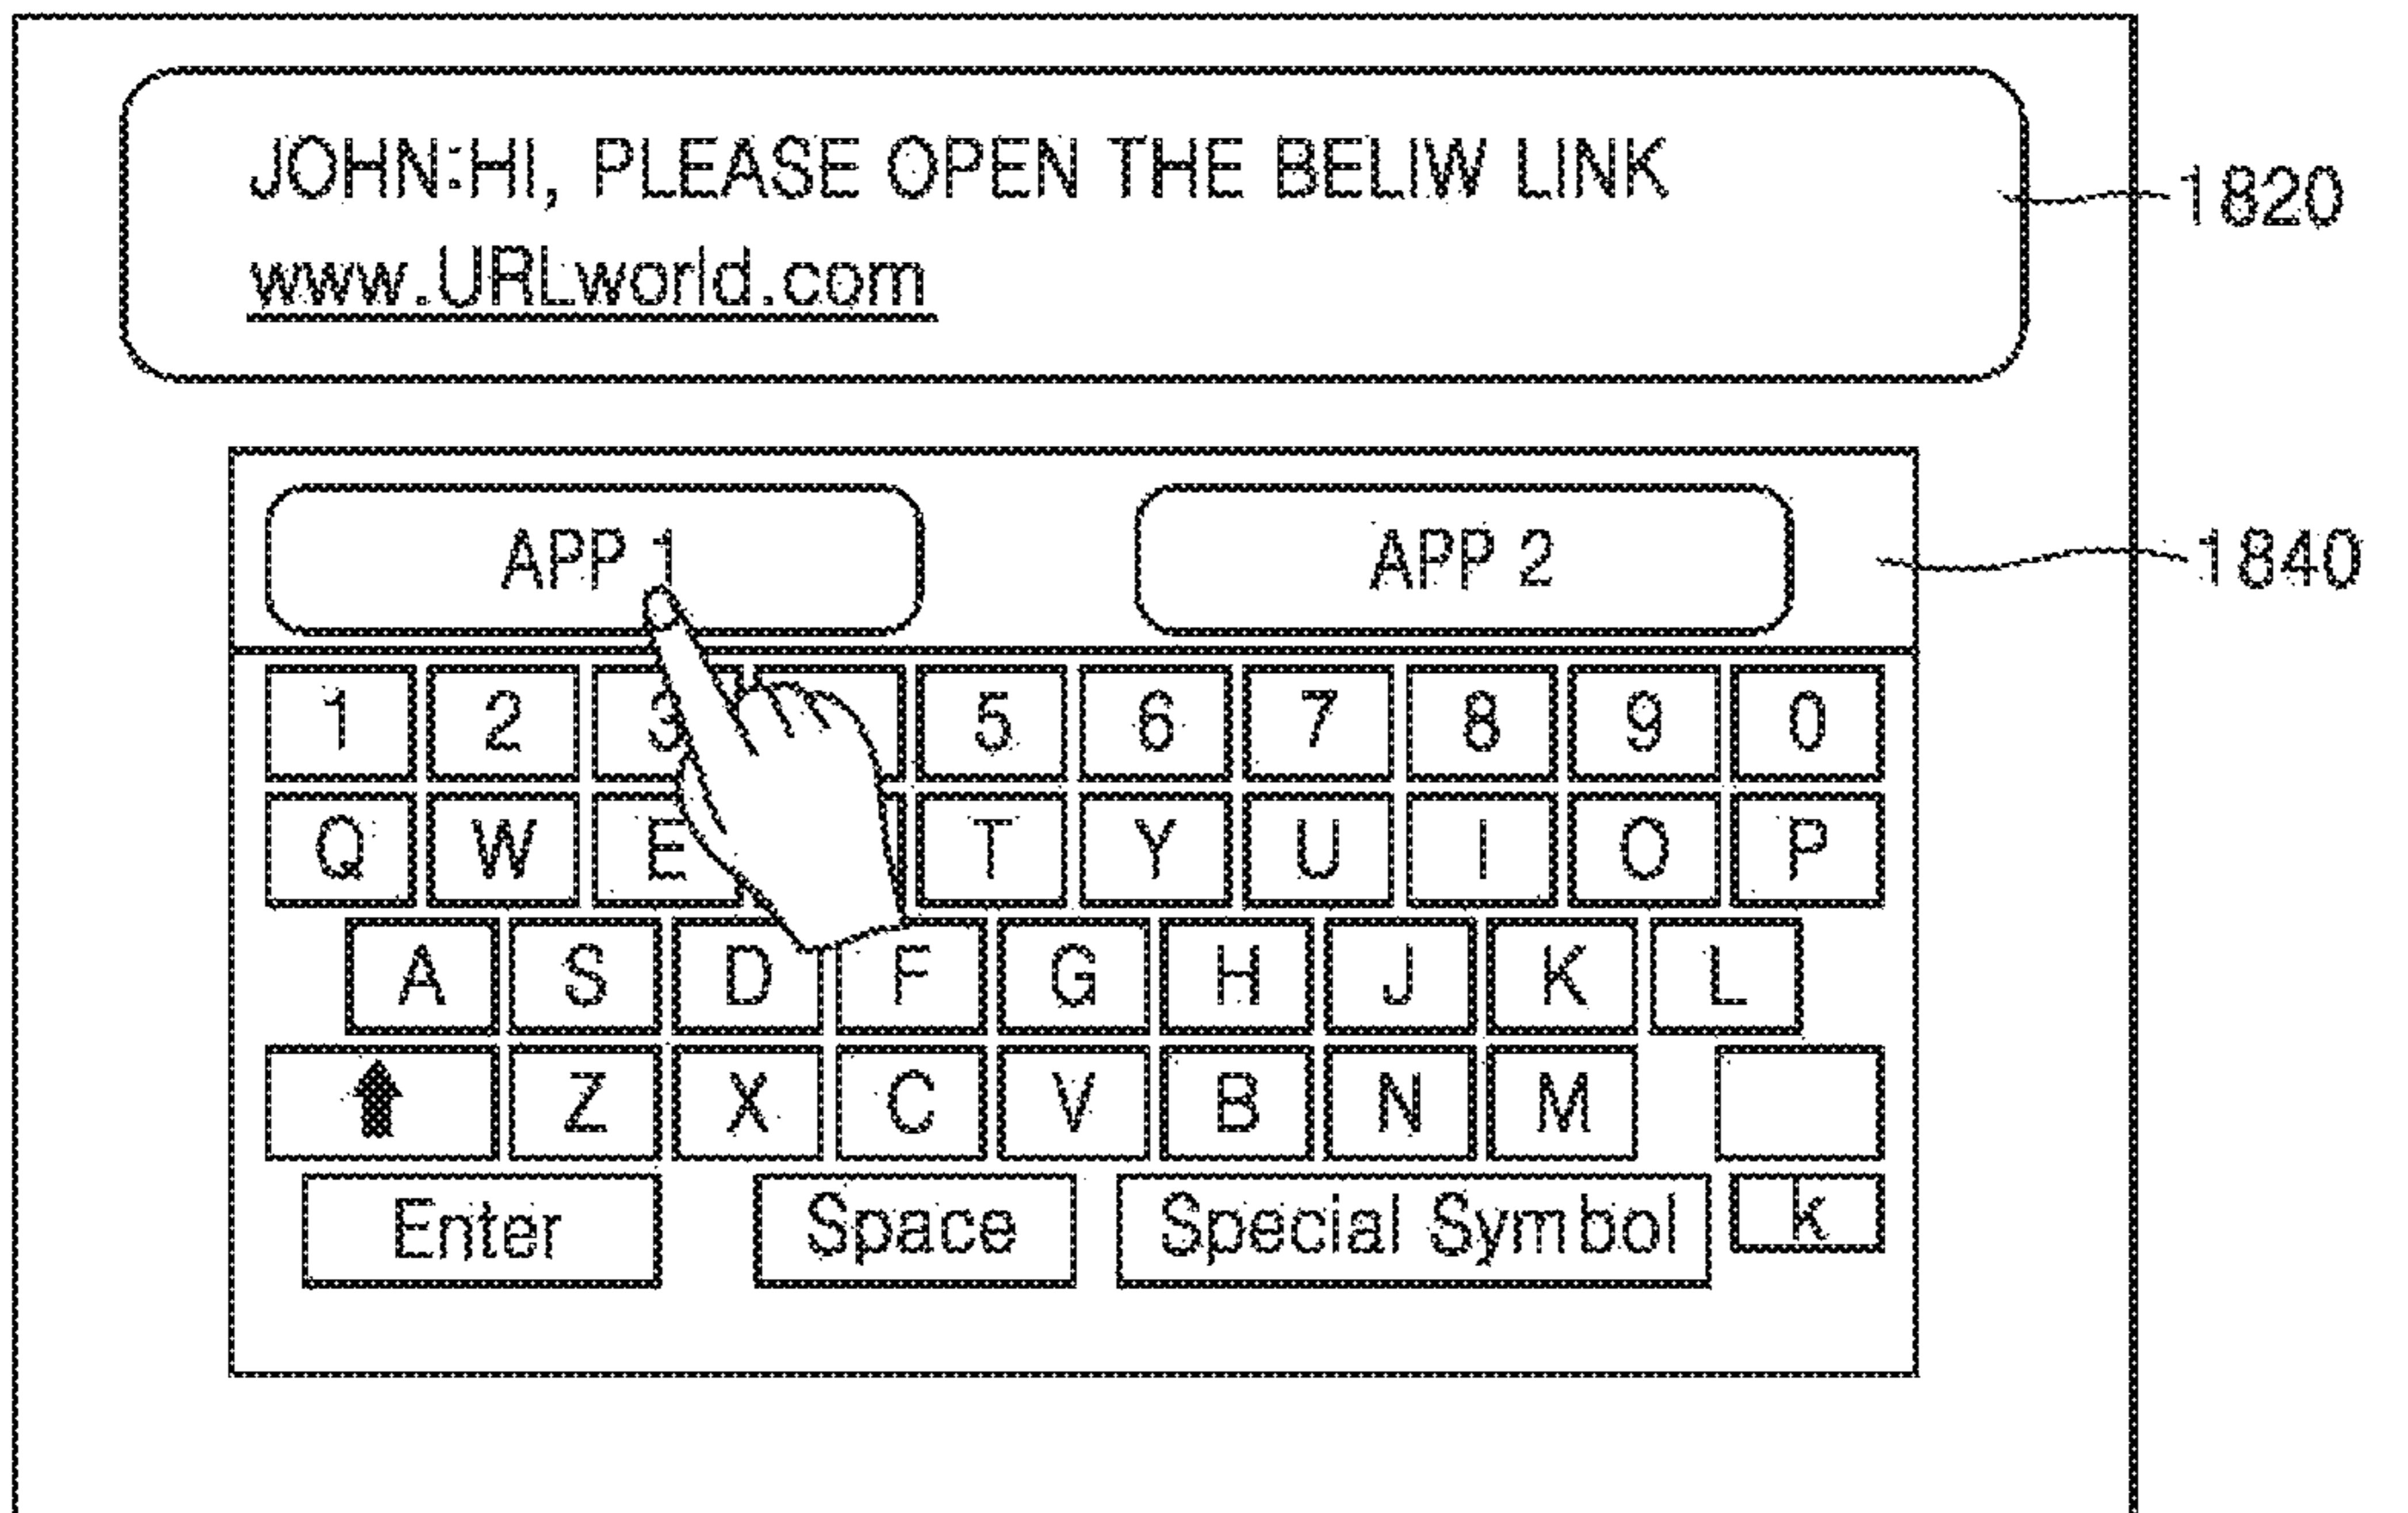 JOHN:HI, PLEASE OPEN THE BELIW LINK
www.URLworld.com
1820
APP 1 APP 2
1840
1 2 3 5 6 7 8 9 0
Q W E T Y U I O P
A S D F G H J K L
Z X C V B N M
Enter Space Special Symbol k